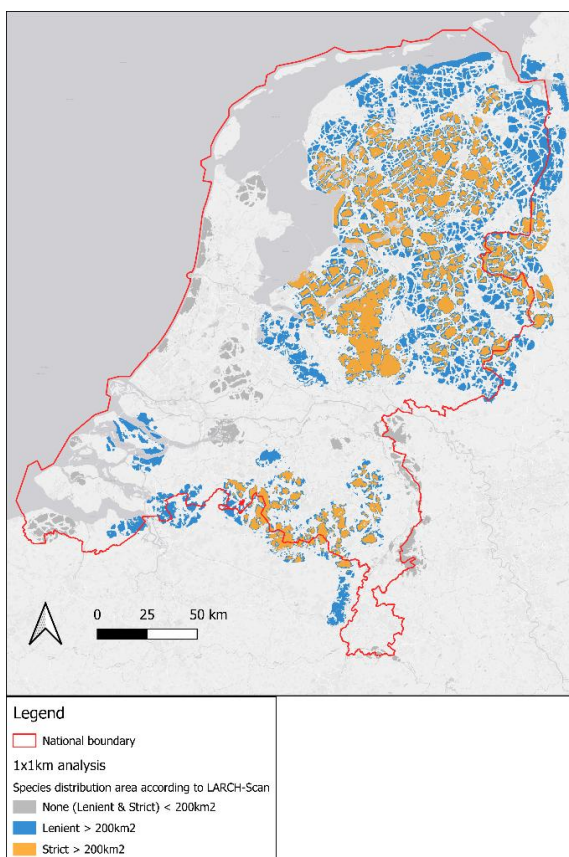 0 25 50 km
Legend
National boundary
1x1km analysis
Species distribution area according to LARCH-Scan
None (Lenient & Strict) < 200km2
Lenient > 200km2
Strict > 200km2